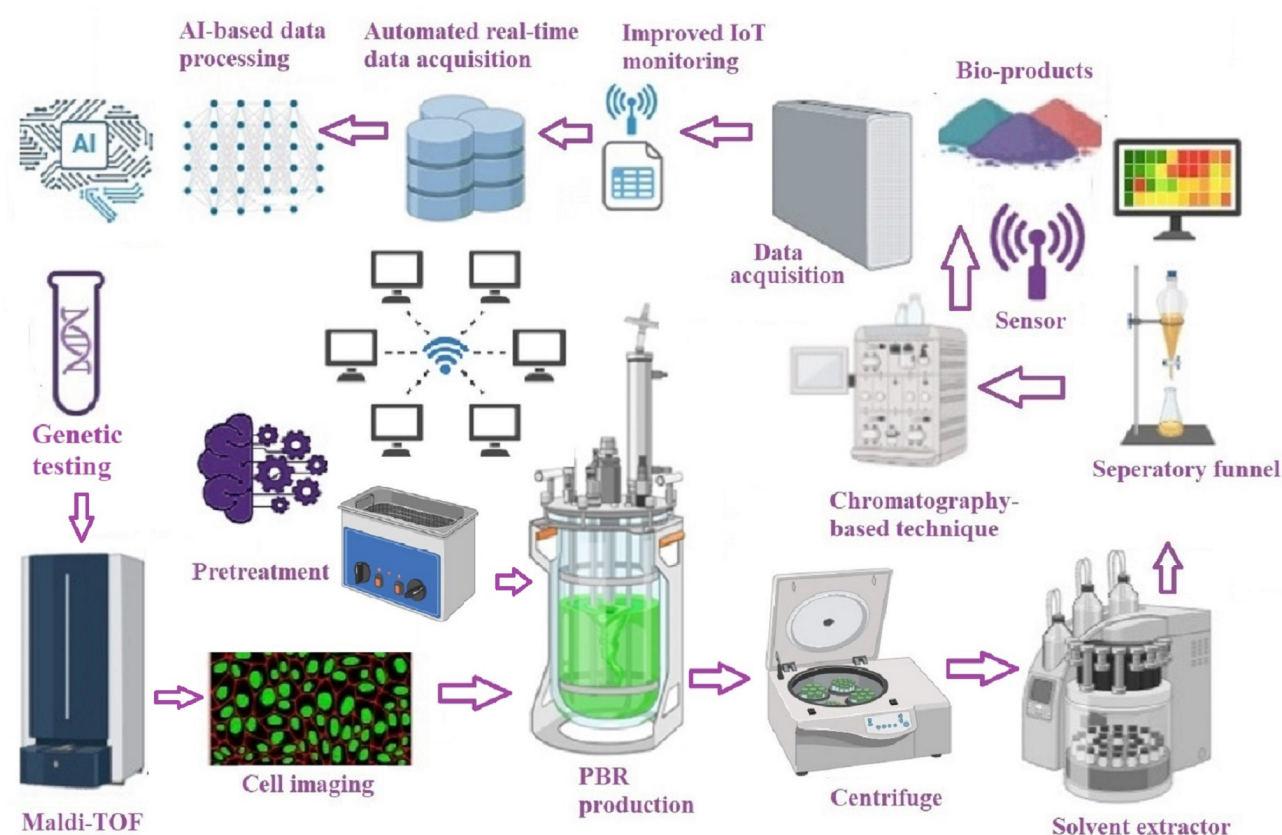 AI-based data
processing
Automated real-time
data acquisition
Improved IoT
monitoring
Bio-products
AI
Data
acquisition
Sensor
Genetic
testing
Seperatory funnel
Chromatography-
based technique
Pretreatment
Cell imaging
PBR
production
Centrifuge
Maldi-TOF
Solvent extractor